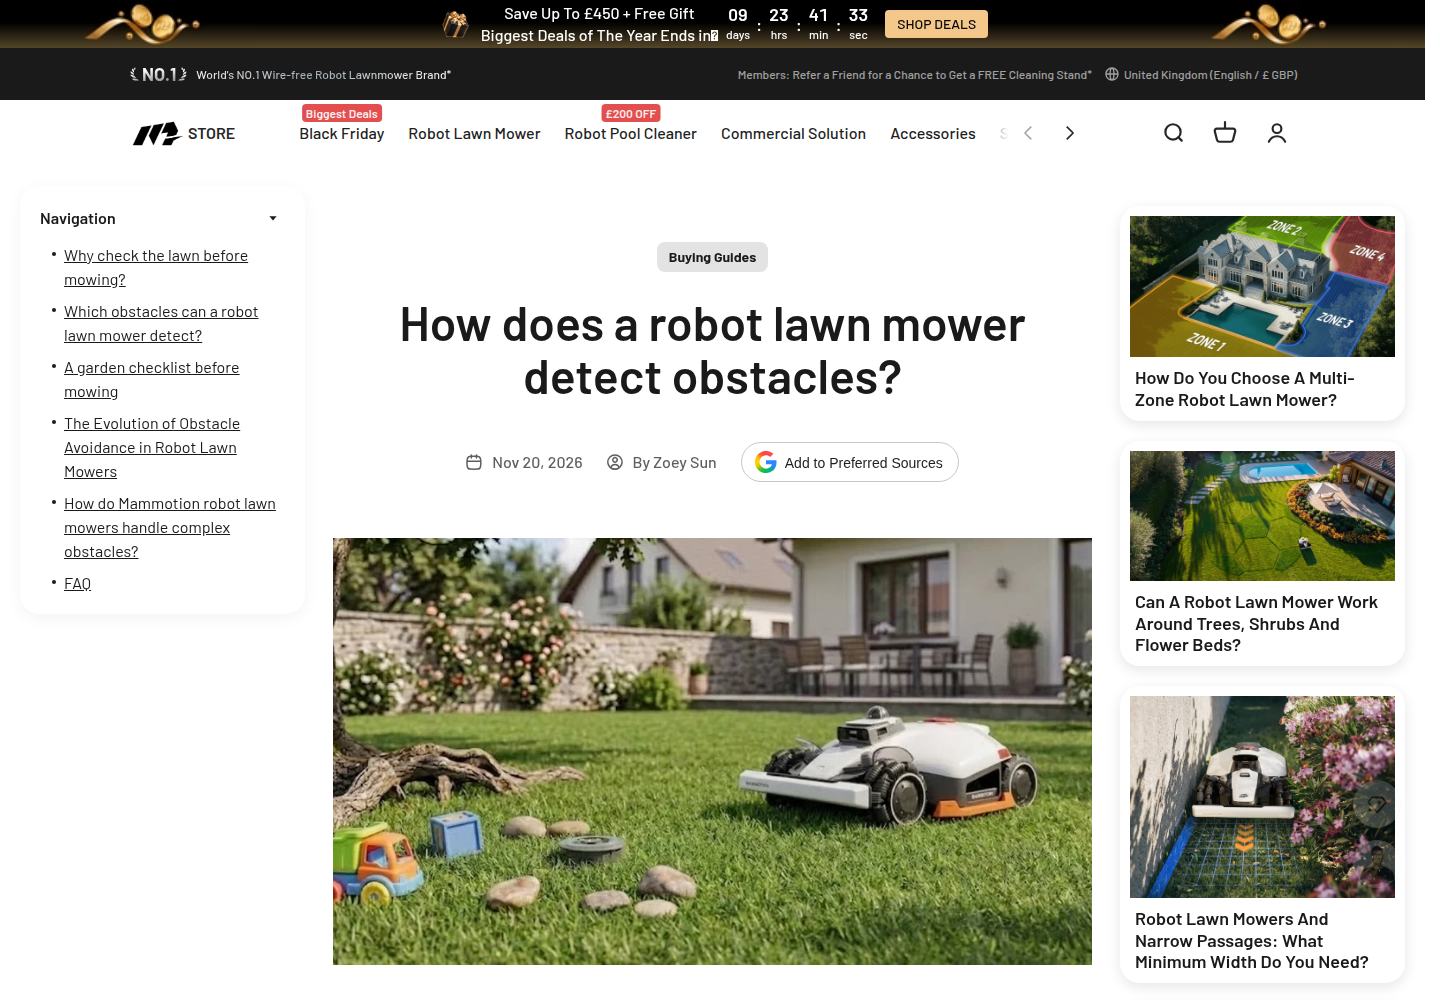 Save Up To £450 + Free Gift
Biggest Deals of The Year Ends in
09 : 23 : 41 : 33
days hrs min sec
SHOP DEALS
NO.1 World's NO.1 Wire-free Robot Lawnmower Brand*
Members: Refer a Friend for a Chance to Get a FREE Cleaning Stand*
United Kingdom (English / £ GBP)
STORE
Biggest Deals
Black Friday
Robot Lawn Mower
£200 OFF
Robot Pool Cleaner
Commercial Solution
Accessories
S
Navigation
Why check the lawn before
mowing?
Which obstacles can a robot
lawn mower detect?
A garden checklist before
mowing
The Evolution of Obstacle
Avoidance in Robot Lawn
Mowers
How do Mammotion robot lawn
mowers handle complex
obstacles?
FAQ
Buying Guides
How does a robot lawn mower
detect obstacles?
Nov 20, 2026
By Zoey Sun
Add to Preferred Sources
ZONE 2
ZONE 4
ZONE 3
ZONE 1
How Do You Choose A Multi-
Zone Robot Lawn Mower?
Can A Robot Lawn Mower Work
Around Trees, Shrubs And
Flower Beds?
Robot Lawn Mowers And
Narrow Passages: What
Minimum Width Do You Need?